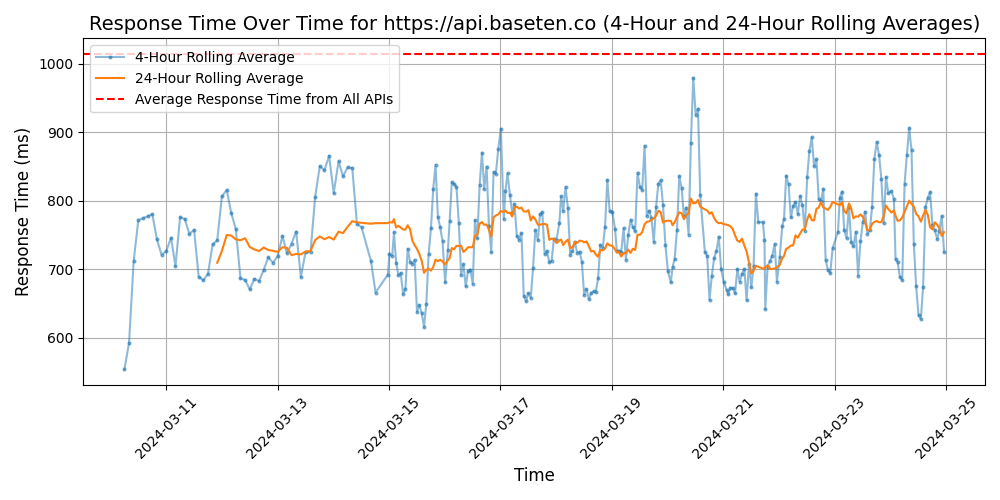 Response Time Over Time for https://api.baseten.co (4-Hour and 24-Hour Rolling Averages)
4-Hour Rolling Average
24-Hour Rolling Average
Average Response Time from All APIs
Response Time (ms)
1000
900
800
700
600
2024-03-11
2024-03-13
2024-03-15
2024-03-17
2024-03-19
2024-03-21
2024-03-23
2024-03-25
Time